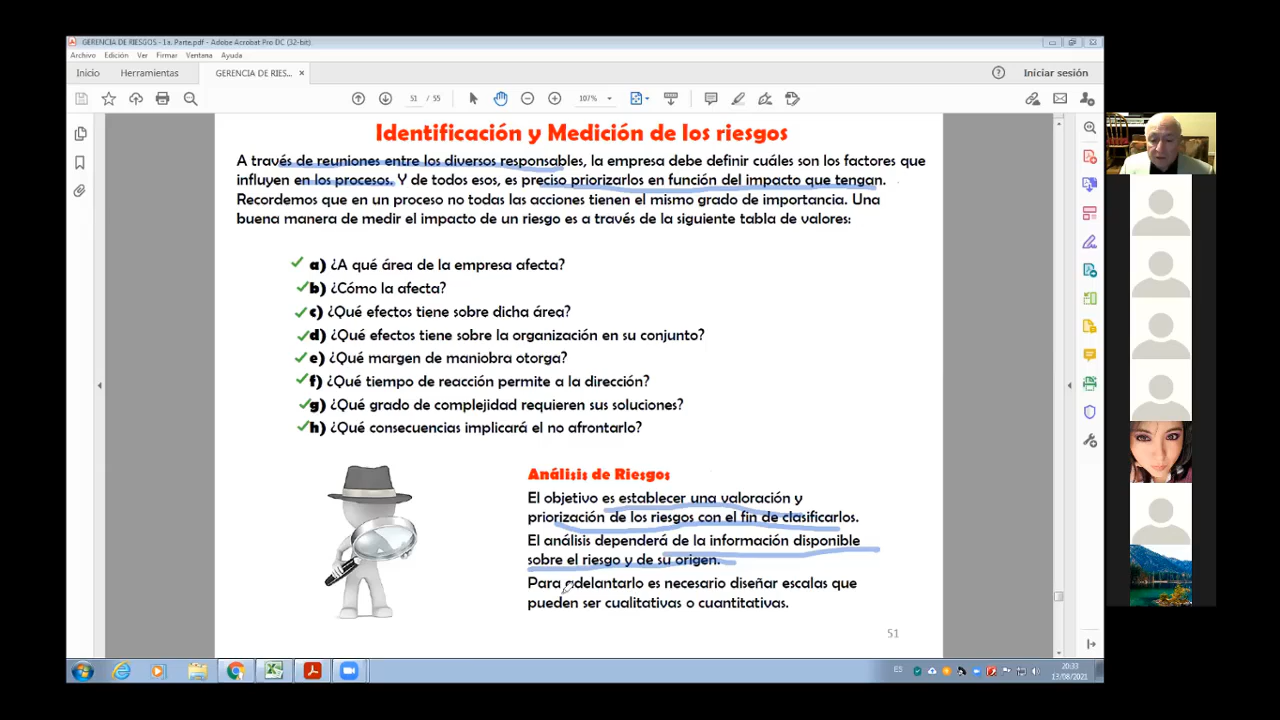 GERENCIA DE RIESGOS - 1a. Parte.pdf - Adobe Acrobat Pro DC (32-bit)
Archivo Edición Ver Firmar Ventana Ayuda
Inicio Herramientas GERENCIA DE RIES... × Iniciar sesión
51 / 55 107%
Identificación y Medición de los riesgos
A través de reuniones entre los diversos responsables, la empresa debe definir cuáles son los factores que
influyen en los procesos. Y de todos esos, es preciso priorizarlos en función del impacto que tengan.
Recordemos que en un proceso no todas las acciones tienen el mismo grado de importancia. Una
buena manera de medir el impacto de un riesgo es a través de la siguiente tabla de valores:
a) ¿A qué área de la empresa afecta?
b) ¿Cómo la afecta?
c) ¿Qué efectos tiene sobre dicha área?
d) ¿Qué efectos tiene sobre la organización en su conjunto?
e) ¿Qué margen de maniobra otorga?
f) ¿Qué tiempo de reacción permite a la dirección?
g) ¿Qué grado de complejidad requieren sus soluciones?
h) ¿Qué consecuencias implicará el no afrontarlo?
Análisis de Riesgos
El objetivo es establecer una valoración y
priorización de los riesgos con el fin de clasificarlos.
El análisis dependerá de la información disponible
sobre el riesgo y de su origen.
Para adelantarlo es necesario diseñar escalas que
pueden ser cualitativas o cuantitativas.
51
ES 20:33
13/08/2021